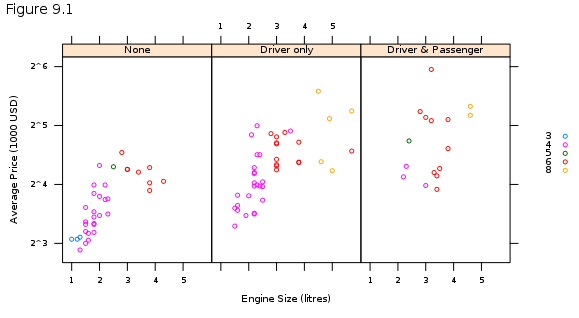 Figure 9.1
1 2 3 4 5
None Driver only Driver & Passenger
2^6
2^5
2^4
2^3
Average Price (1000 USD)
3
4
5
6
8
1 2 3 4 5 1 2 3 4 5
Engine Size (litres)